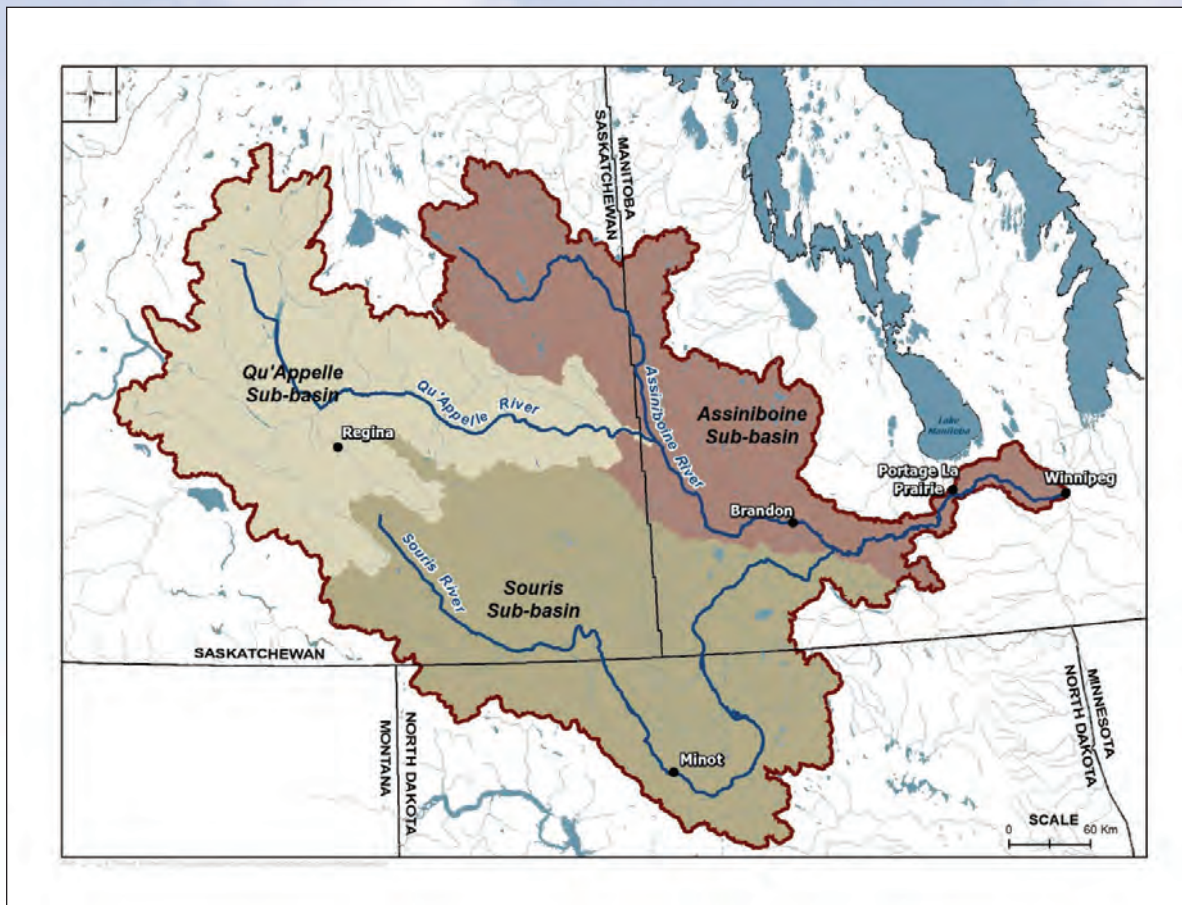 SASKATCHEWAN
MANITOBA
Qu'Appelle
Sub-basin
Qu'Appelle River
Regina
Assiniboine River
Assiniboine
Sub-basin
Lake
Manitoba
Portage La
Prairie
Winnipeg
Brandon
Souris River
Souris
Sub-basin
SASKATCHEWAN
MONTANA
NORTH DAKOTA
Minot
MINNESOTA
NORTH DAKOTA
SCALE
0 60 Km